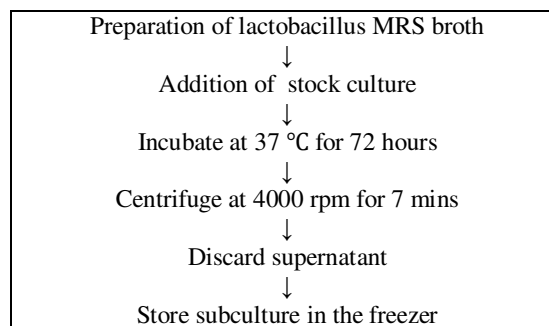 Preparation of lactobacillus MRS broth
↓
Addition of stock culture
↓
Incubate at 37 ℃ for 72 hours
↓
Centrifuge at 4000 rpm for 7 mins
↓
Discard supernatant
↓
Store subculture in the freezer